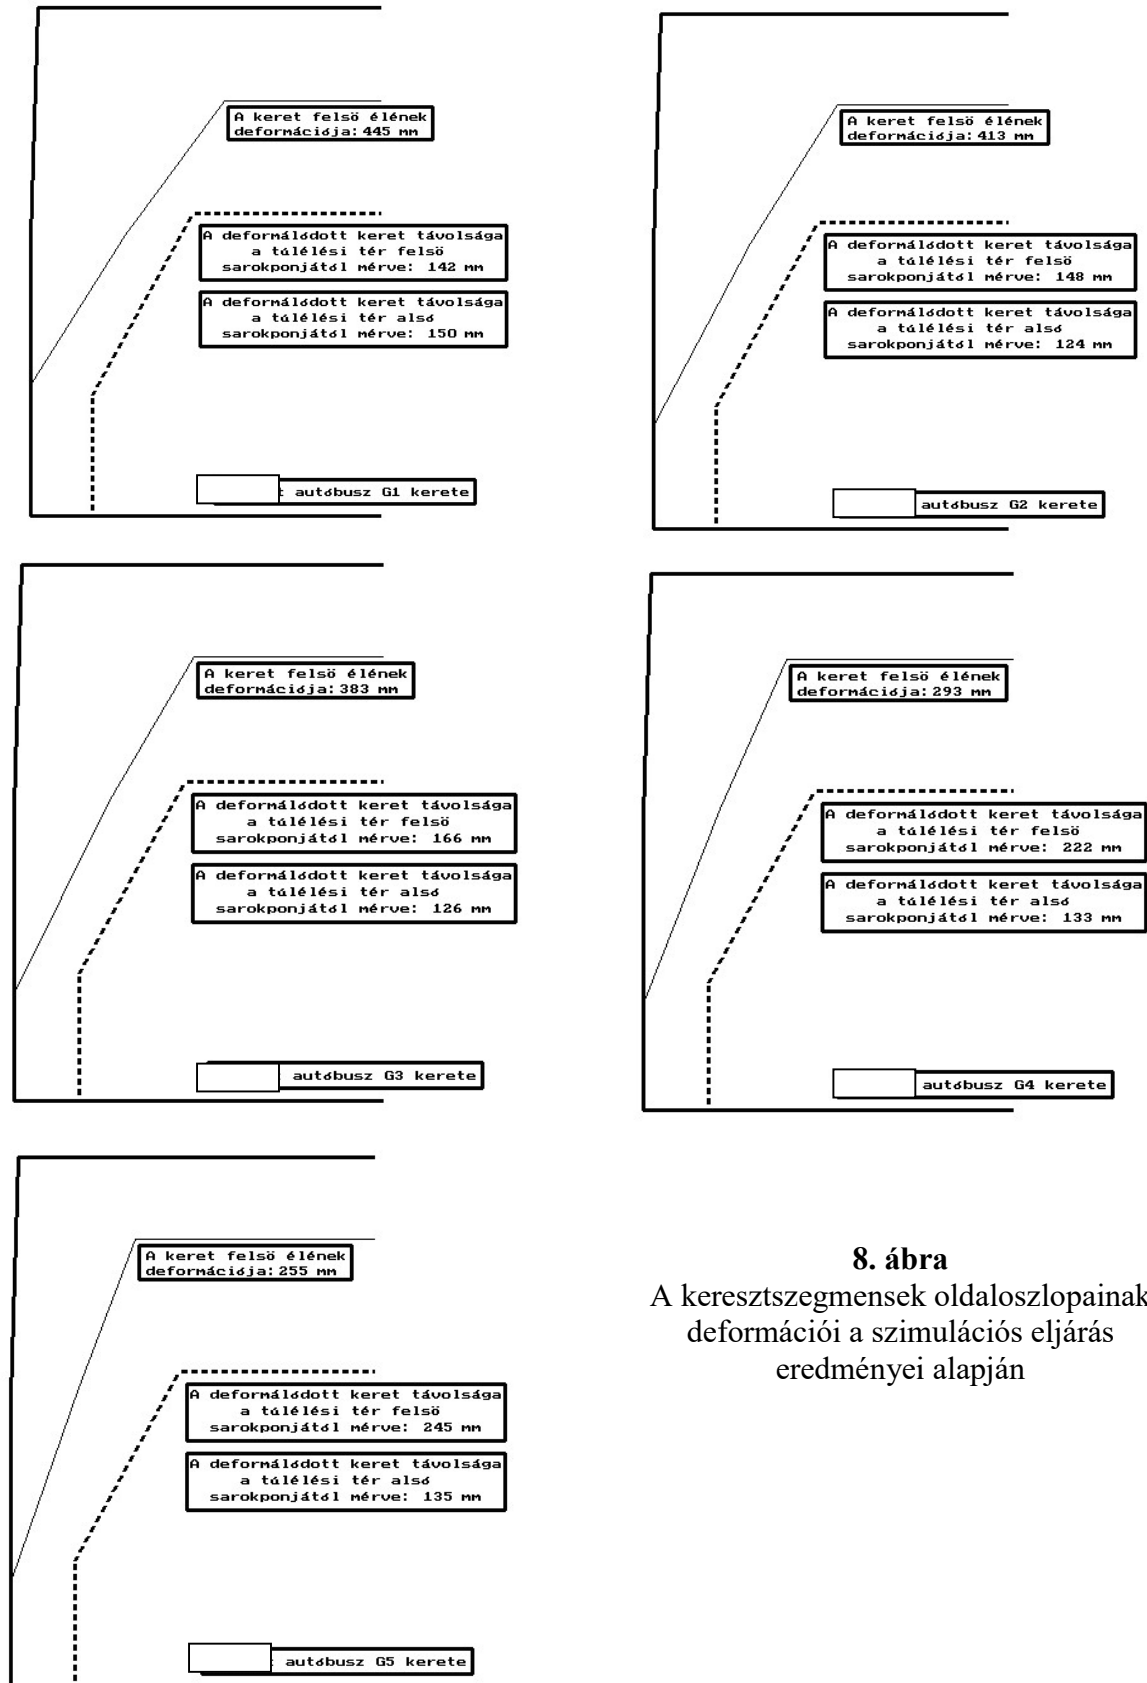 A keret felsö élének
deformációja: 445 mm
A deformálódott keret távolsága
a túlélési tér felsö
sarokponjától mérve: 142 mm
A deformálódott keret távolsága
a túlélési tér alsó
sarokponjától mérve: 150 mm
autóbusz G1 kerete
A keret felsö élének
deformációja: 413 mm
A deformálódott keret távolsága
a túlélési tér felsö
sarokponjától mérve: 148 mm
A deformálódott keret távolsága
a túlélési tér alsó
sarokponjától mérve: 124 mm
autóbusz G2 kerete
A keret felsö élének
deformációja: 383 mm
A deformálódott keret távolsága
a túlélési tér felsö
sarokponjától mérve: 166 mm
A deformálódott keret távolsága
a túlélési tér alsó
sarokponjától mérve: 126 mm
autóbusz G3 kerete
A keret felsö élének
deformációja: 293 mm
A deformálódott keret távolsága
a túlélési tér felsö
sarokponjától mérve: 222 mm
A deformálódott keret távolsága
a túlélési tér alsó
sarokponjától mérve: 133 mm
autóbusz G4 kerete
A keret felsö élének
deformációja: 255 mm
A deformálódott keret távolsága
a túlélési tér felsö
sarokponjától mérve: 245 mm
A deformálódott keret távolsága
a túlélési tér alsó
sarokponjától mérve: 135 mm
autóbusz G5 kerete
8. ábra
A keresztszegmensek oldaloszlopainak
deformációi a szimulációs eljárás
eredményei alapján